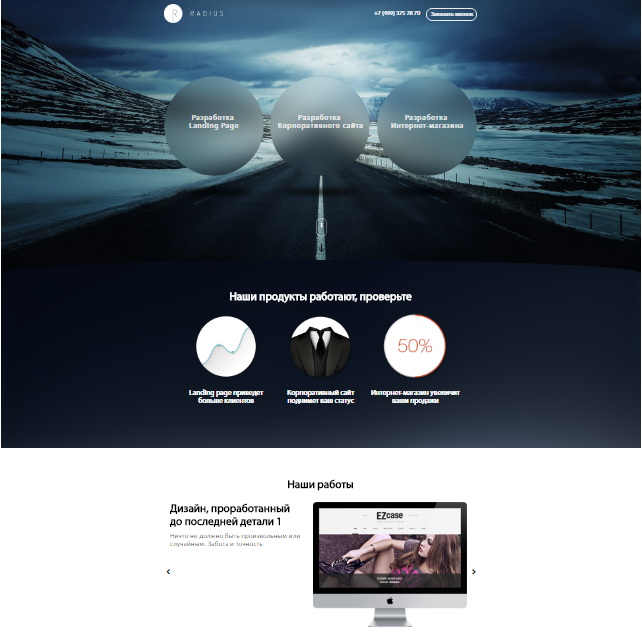 R RADIUS
+7 (499) 375 78 70
Заказать звонок
Разработка
Landing Page
Разработка
Корпоративного сайта
Разработка
Интернет-магазина
Наши продукты работают, проверьте
50%
Landing page приведет
больше клиентов
Корпоративный сайт
поднимет ваш статус
Интернет-магазин увеличит
ваши продажи
Наши работы
Дизайн, проработанный
до последней детали 1
Ничто не должно быть произвольным или
случайным. Забота и точность
EZcase